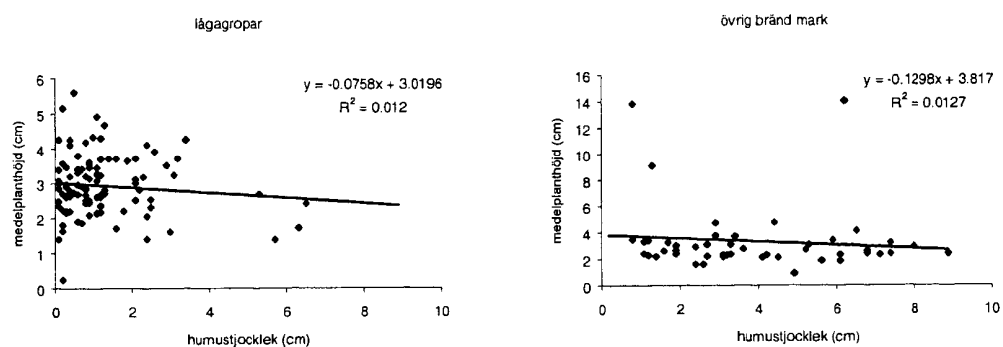 lågagropar
y = -0.0758x + 3.0196
R² = 0.012
6
5
4
3
2
1
0
medelplanthöjd (cm)
0 2 4 6 8 10
humustjocklek (cm)
övrig bränd mark
y = -0.1298x + 3.817
R² = 0.0127
16
14
12
10
8
6
4
2
0
medelplanthöjd (cm)
0 2 4 6 8 10
humustjocklek (cm)